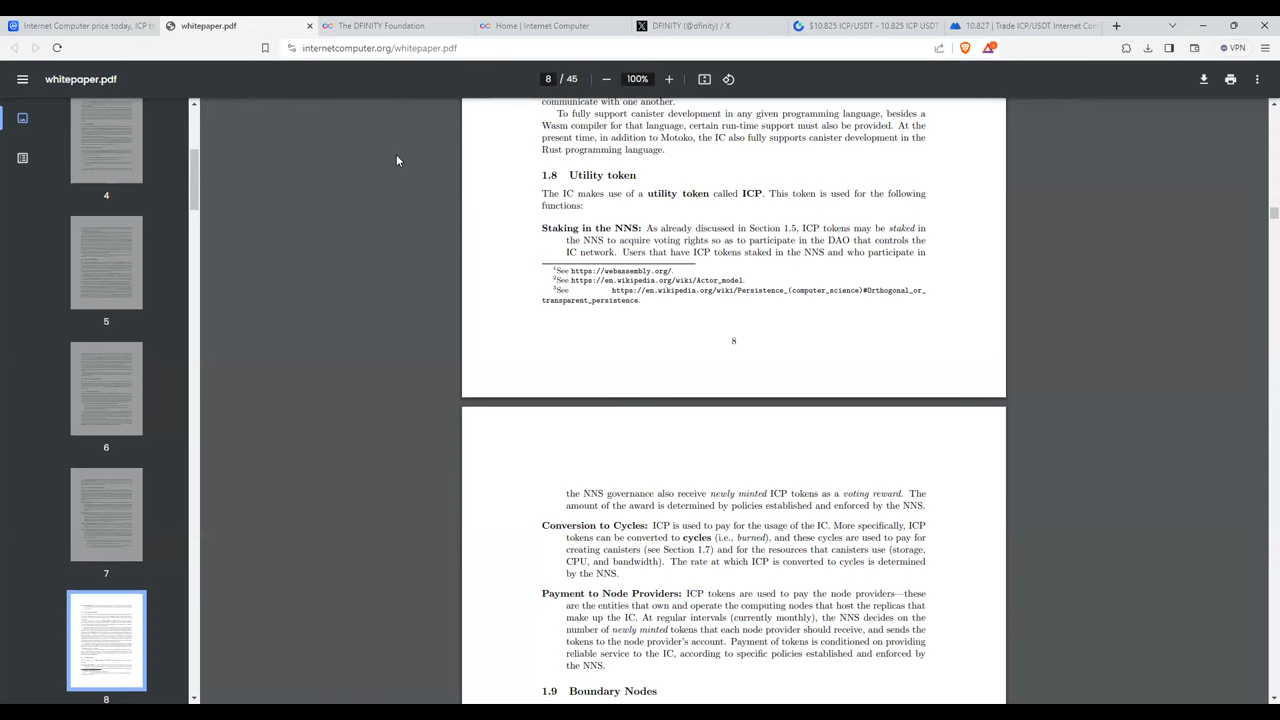 Internet Computer price today, ICP to
whitepaper.pdf
The DFINITY Foundation
Home | Internet Computer
DFINITY (@dfinity) / X
$10.825 ICP/USDT - 10.825 ICP USDT
10.827 | Trade ICP/USDT Internet Co
internetcomputer.org/whitepaper.pdf
VPN
whitepaper.pdf
8 / 45
100%
4
5
6
7
8
communicate with one another.
To fully support canister development in any given programming language, besides a
Wasm compiler for that language, certain run-time support must also be provided. At the
present time, in addition to Motoko, the IC also fully supports canister development in the
Rust programming language.
1.8 Utility token
The IC makes use of a utility token called ICP. This token is used for the following
functions:
Staking in the NNS: As already discussed in Section 1.5, ICP tokens may be staked in
the NNS to acquire voting rights so as to participate in the DAO that controls the
IC network. Users that have ICP tokens staked in the NNS and who participate in
1See https://webassembly.org/.
2See https://en.wikipedia.org/wiki/Actor_model.
3See https://en.wikipedia.org/wiki/Persistence_(computer_science)#Orthogonal_or_
transparent_persistence.
8
the NNS governance also receive newly minted ICP tokens as a voting reward. The
amount of the award is determined by policies established and enforced by the NNS.
Conversion to Cycles: ICP is used to pay for the usage of the IC. More specifically, ICP
tokens can be converted to cycles (i.e., burned), and these cycles are used to pay for
creating canisters (see Section 1.7) and for the resources that canisters use (storage,
CPU, and bandwidth). The rate at which ICP is converted to cycles is determined
by the NNS.
Payment to Node Providers: ICP tokens are used to pay the node providers—these
are the entities that own and operate the computing nodes that host the replicas that
make up the IC. At regular intervals (currently monthly), the NNS decides on the
number of newly minted tokens that each node provider should receive, and sends the
tokens to the node provider's account. Payment of tokens is conditioned on providing
reliable service to the IC, according to specific policies established and enforced by
the NNS.
1.9 Boundary Nodes